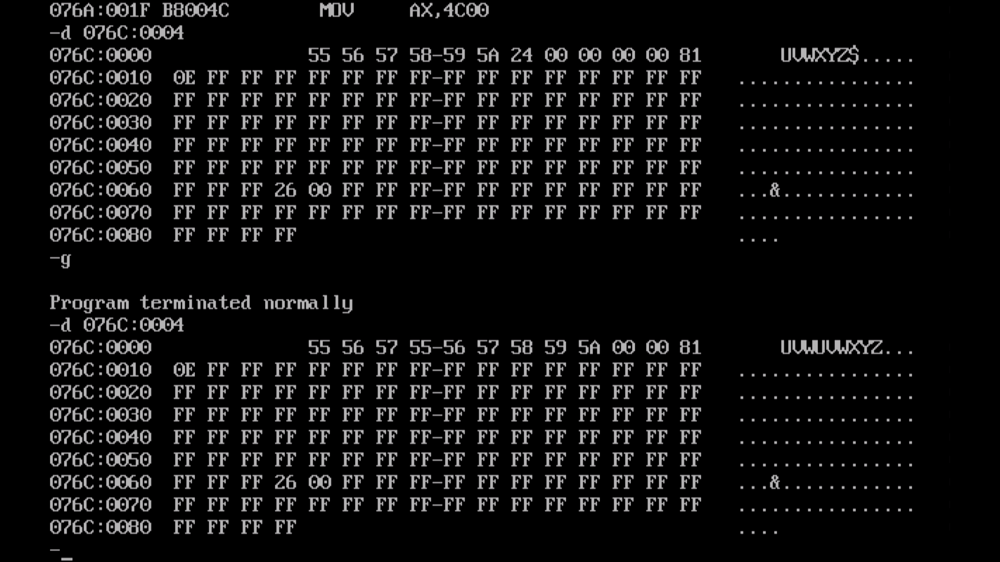 076A:001F B8004C        MOV     AX,4C00
-d 076C:0004
076C:0000              55 56 57 58-59 5A 24 00 00 00 00 81       UVWXYZ$.....
076C:0010  0E FF FF FF FF FF FF FF-FF FF FF FF FF FF FF FF   ................
076C:0020  FF FF FF FF FF FF FF FF-FF FF FF FF FF FF FF FF   ................
076C:0030  FF FF FF FF FF FF FF FF-FF FF FF FF FF FF FF FF   ................
076C:0040  FF FF FF FF FF FF FF FF-FF FF FF FF FF FF FF FF   ................
076C:0050  FF FF FF FF FF FF FF FF-FF FF FF FF FF FF FF FF   ................
076C:0060  FF FF FF 26 00 FF FF FF-FF FF FF FF FF FF FF FF   ...&............
076C:0070  FF FF FF FF FF FF FF FF-FF FF FF FF FF FF FF FF   ................
076C:0080  FF FF FF FF                                       ....
-g
Program terminated normally
-d 076C:0004
076C:0000              55 56 57 55-56 57 58 59 5A 00 00 81       UVWUVWXYZ...
076C:0010  0E FF FF FF FF FF FF FF-FF FF FF FF FF FF FF FF   ................
076C:0020  FF FF FF FF FF FF FF FF-FF FF FF FF FF FF FF FF   ................
076C:0030  FF FF FF FF FF FF FF FF-FF FF FF FF FF FF FF FF   ................
076C:0040  FF FF FF FF FF FF FF FF-FF FF FF FF FF FF FF FF   ................
076C:0050  FF FF FF FF FF FF FF FF-FF FF FF FF FF FF FF FF   ................
076C:0060  FF FF FF 26 00 FF FF FF-FF FF FF FF FF FF FF FF   ...&............
076C:0070  FF FF FF FF FF FF FF FF-FF FF FF FF FF FF FF FF   ................
076C:0080  FF FF FF FF                                       ....
-_